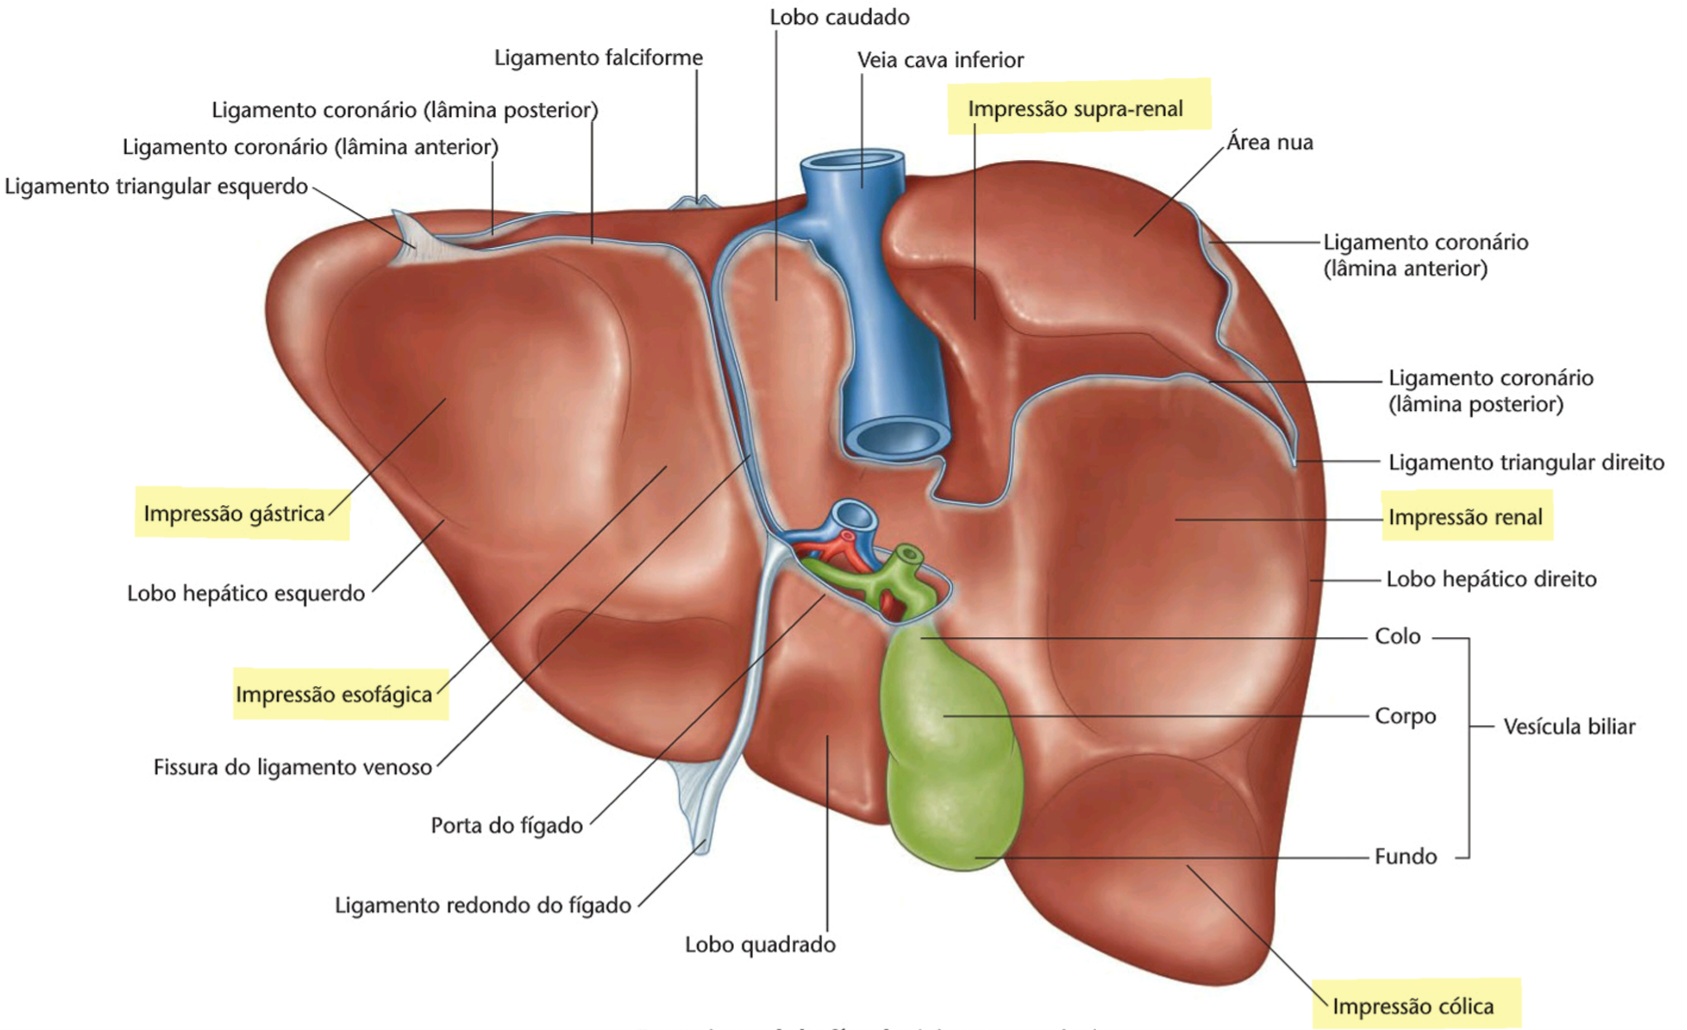 Lobo caudado
Ligamento falciforme
Veia cava inferior
Ligamento coronário (lâmina posterior)
Impressão supra-renal
Ligamento coronário (lâmina anterior)
Área nua
Ligamento triangular esquerdo
Ligamento coronário
(lâmina anterior)
Ligamento coronário
(lâmina posterior)
Ligamento triangular direito
Impressão gástrica
Impressão renal
Lobo hepático esquerdo
Lobo hepático direito
Colo
Impressão esofágica
Corpo
Vesícula biliar
Fissura do ligamento venoso
Porta do fígado
Fundo
Ligamento redondo do fígado
Lobo quadrado
Impressão cólica